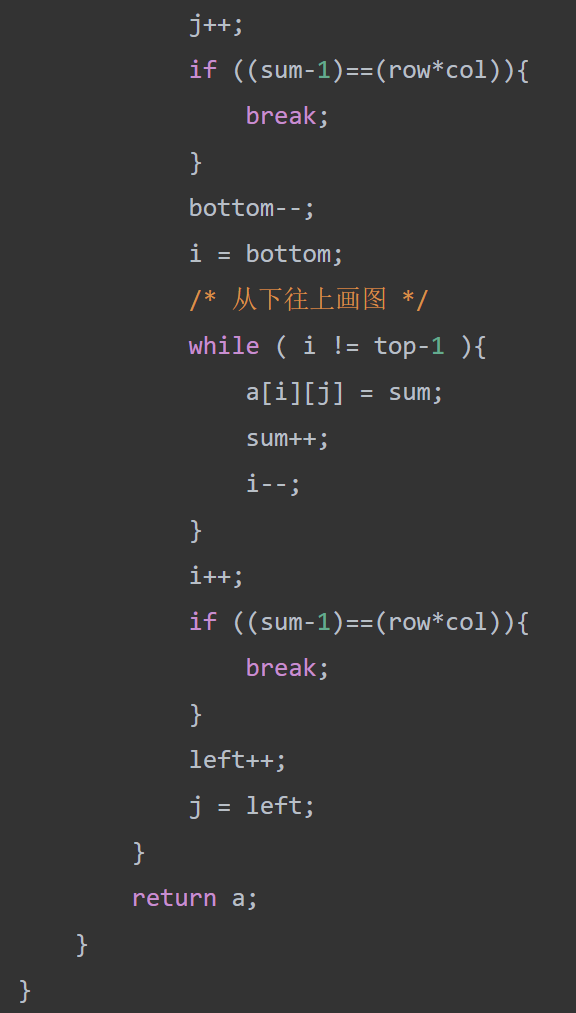 j++;
            if ((sum-1)==(row*col)){
                break;
            }
            bottom--;
            i = bottom;
            /* 从下往上画图 */
            while ( i != top-1 ){
                a[i][j] = sum;
                sum++;
                i--;
            }
            i++;
            if ((sum-1)==(row*col)){
                break;
            }
            left++;
            j = left;
        }
        return a;
    }
}